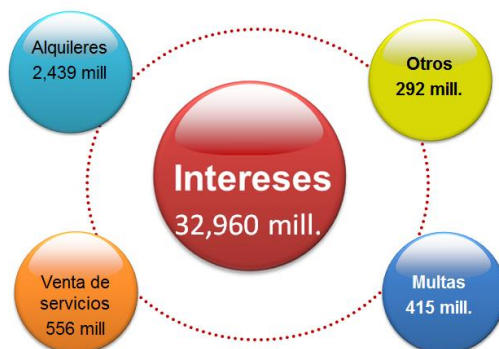 Alquileres
2,439 mill
Otros
292 mill.
Intereses
32,960 mill.
Venta de
servicios
556 mill
Multas
415 mill.